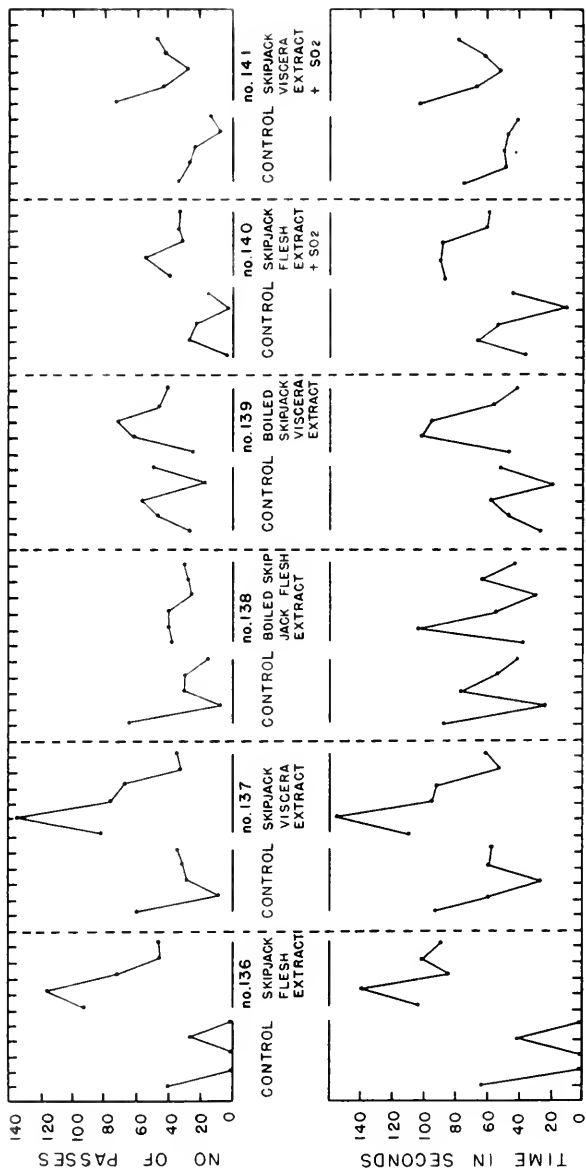 140
120
100
80
60
40
20
0
NO OF PASSES
CONTROL
no.136
SKIPJACK
FLESH
EXTRACT
CONTROL
no.137
SKIPJACK
VISCERA
EXTRACT
CONTROL
no.138
BOILED SKIP
JACK FLESH
EXTRACT
CONTROL
no.139
BOILED
SKIPJACK
VISCERA
EXTRACT
CONTROL
no.140
SKIPJACK
FLESH
EXTRACT
+ SO2
CONTROL
no.141
SKIPJACK
VISCERA
EXTRACT
+ SO2
160
140
120
100
80
60
40
20
0
TIME IN SECONDS